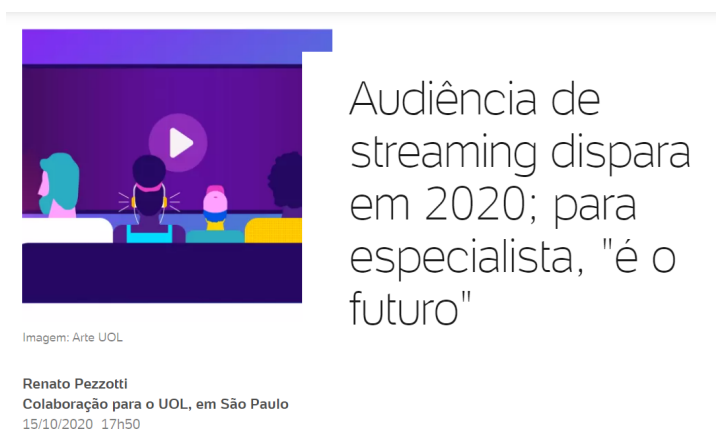 Audiência de
streaming dispara
em 2020; para
especialista, "é o
futuro"
Imagem: Arte UOL
Renato Pezzotti
Colaboração para o UOL, em São Paulo
15/10/2020 17h50